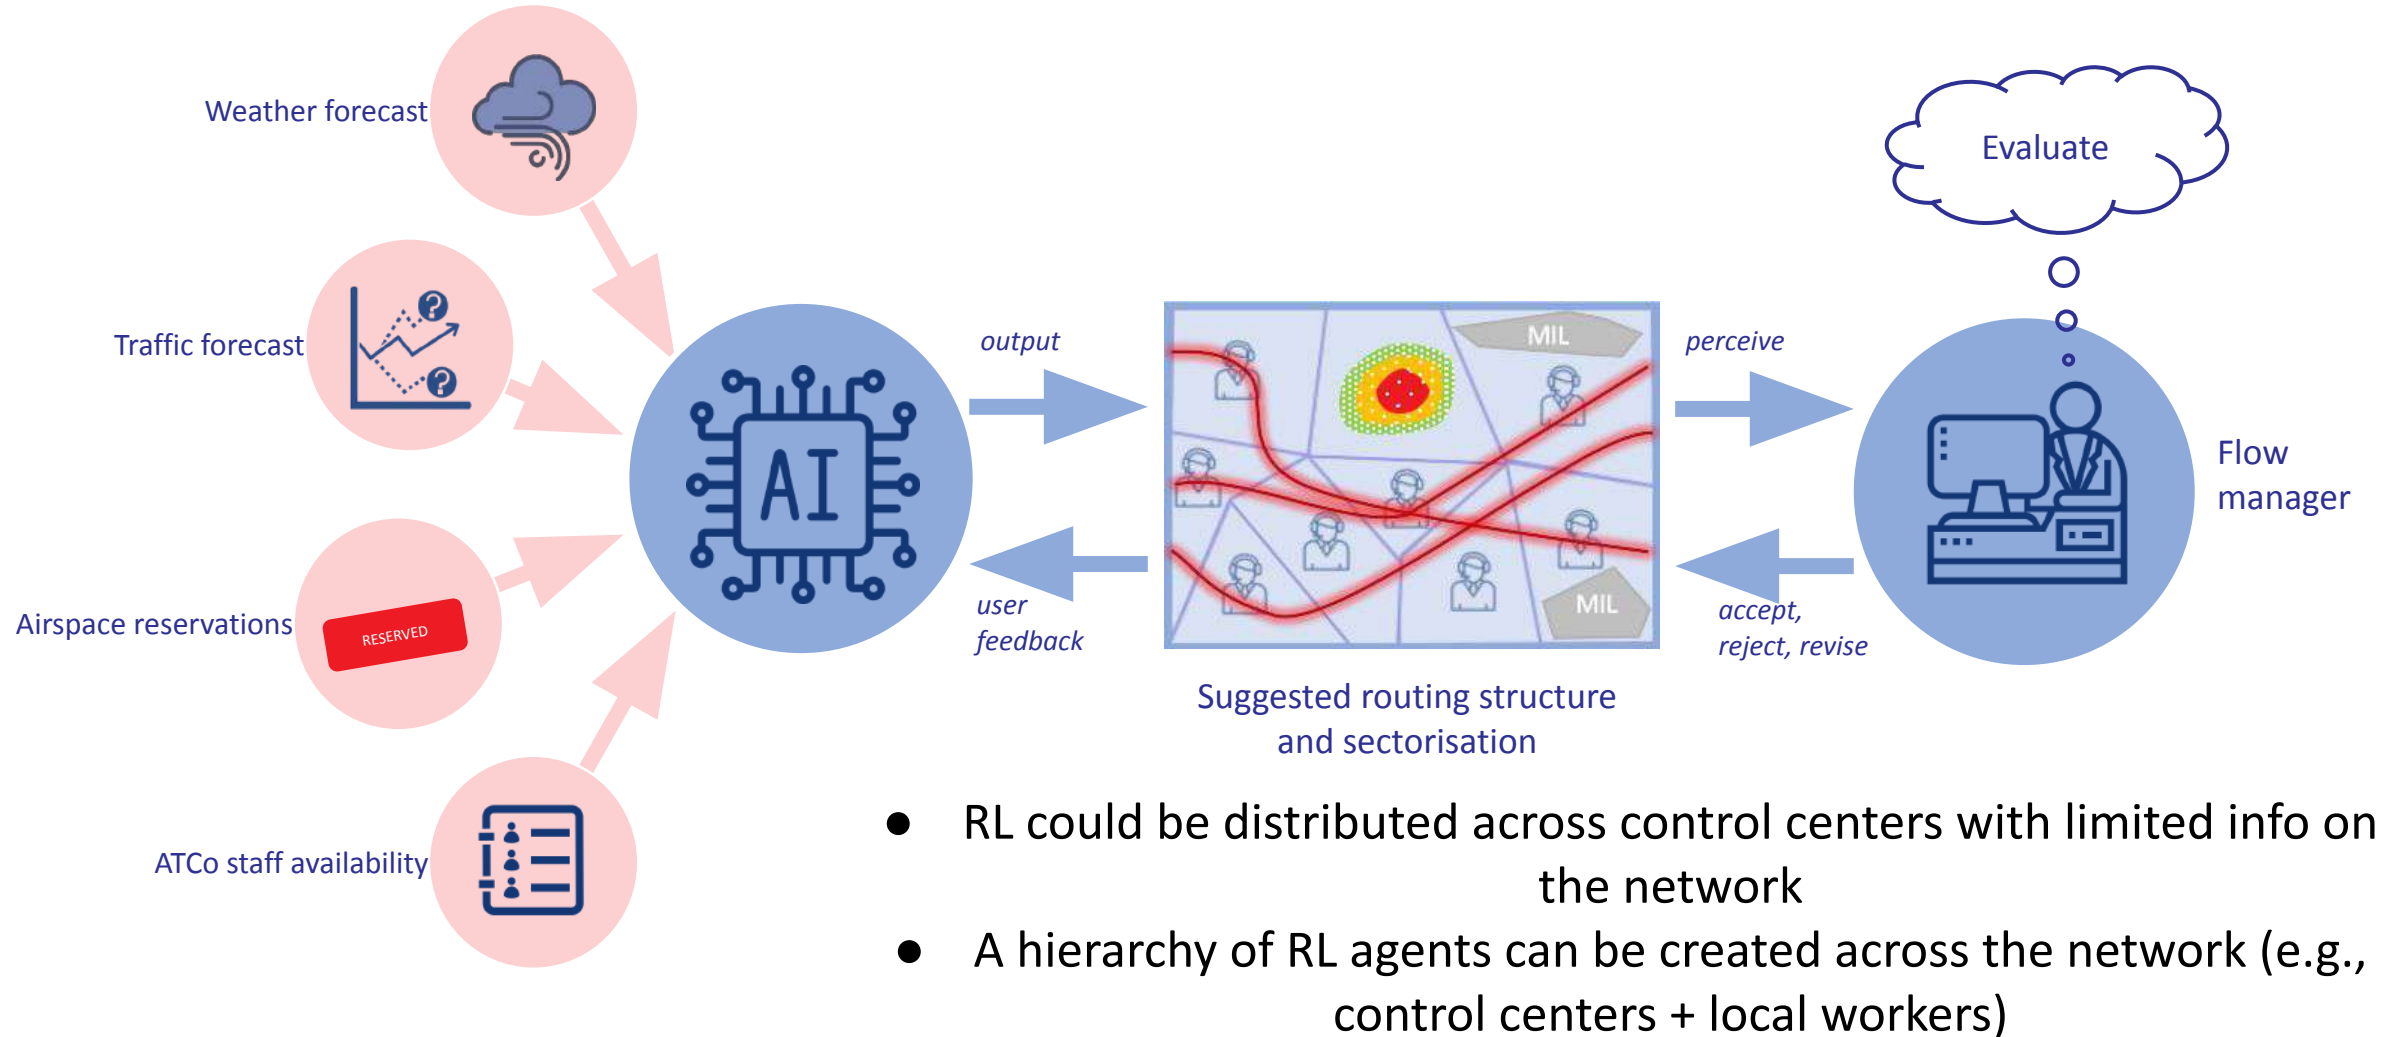 Weather forecast
Traffic forecast
?
?
Airspace reservations
RESERVED
ATCo staff availability
AI
output
user
feedback
MIL
MIL
Suggested routing structure
and sectorisation
perceive
accept,
reject, revise
Evaluate
Flow
manager
● RL could be distributed across control centers with limited info on
the network
● A hierarchy of RL agents can be created across the network (e.g.,
control centers + local workers)